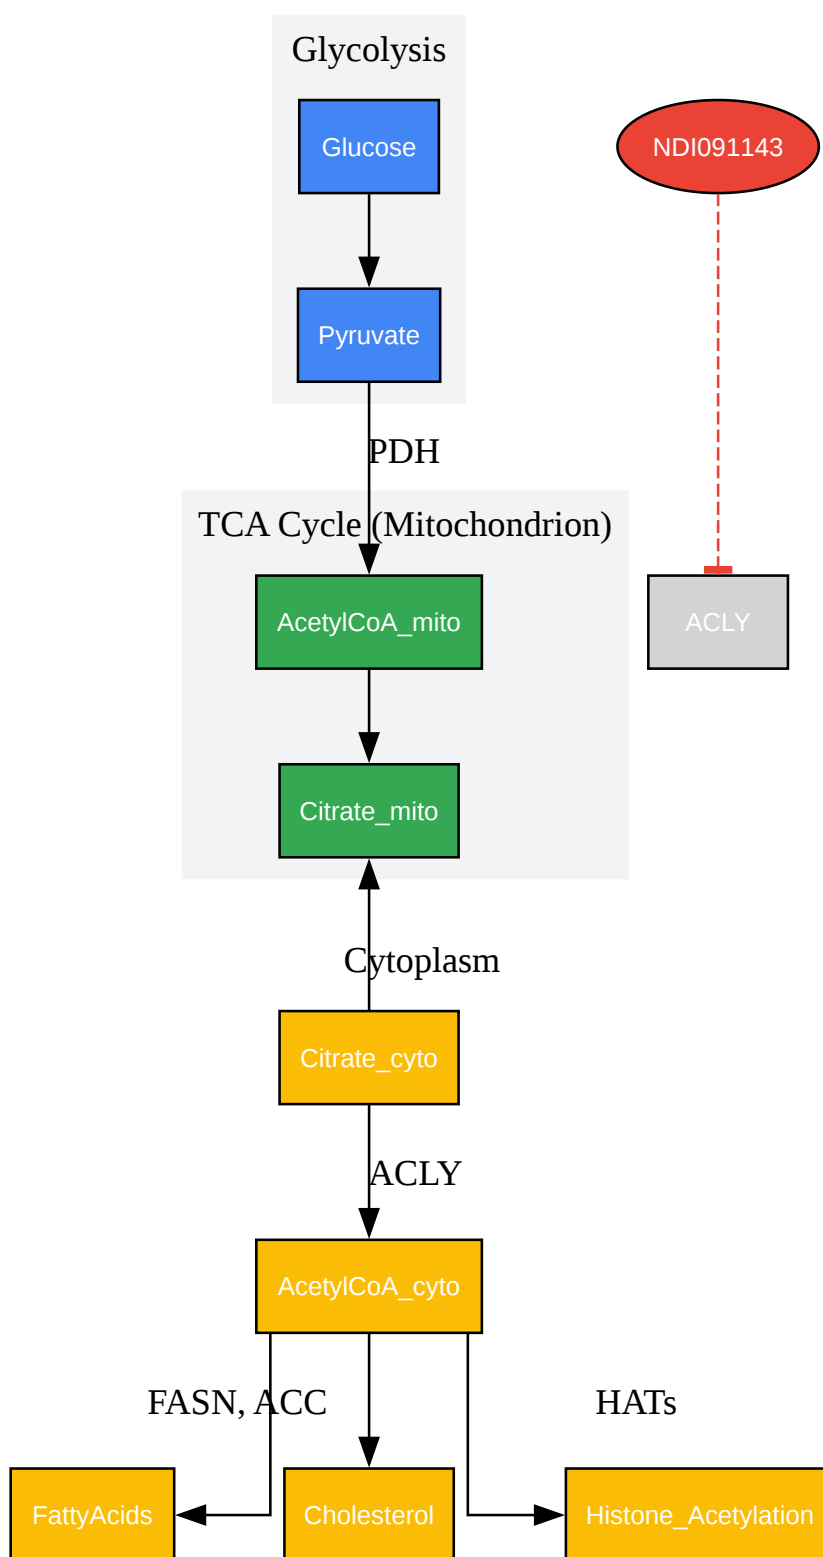 Glycolysis
Glucose
NDI091143
Pyruvate
PDH
TCA Cycle (Mitochondrion)
AcetylCoA_mito
ACLY
Citrate_mito
Cytoplasm
Citrate_cyto
ACLY
AcetylCoA_cyto
FASN, ACC
HATs
FattyAcids
Cholesterol
Histone_Acetylation